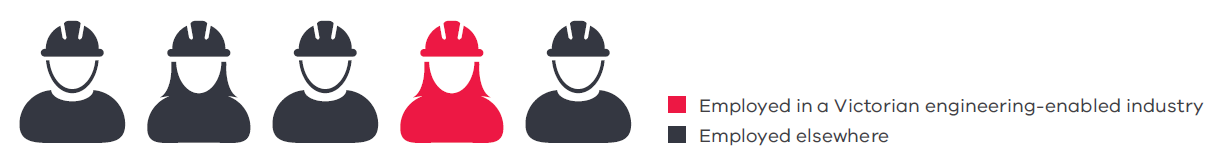 Employed in a Victorian engineering-enabled industry
Employed elsewhere